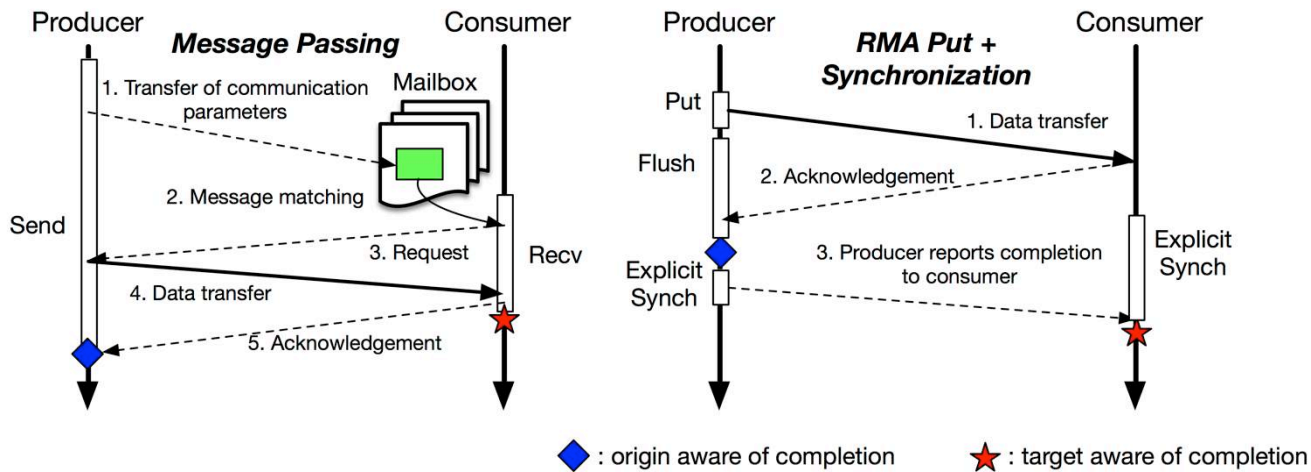 Producer
Consumer
Message Passing
Mailbox
1. Transfer of communication
parameters
2. Message matching
Send
3. Request
Recv
4. Data transfer
5. Acknowledgement
Producer
Consumer
RMA Put +
Synchronization
Put
1. Data transfer
Flush
2. Acknowledgement
3. Producer reports completion
to consumer
Explicit
Synch
Explicit
Synch
: origin aware of completion
: target aware of completion